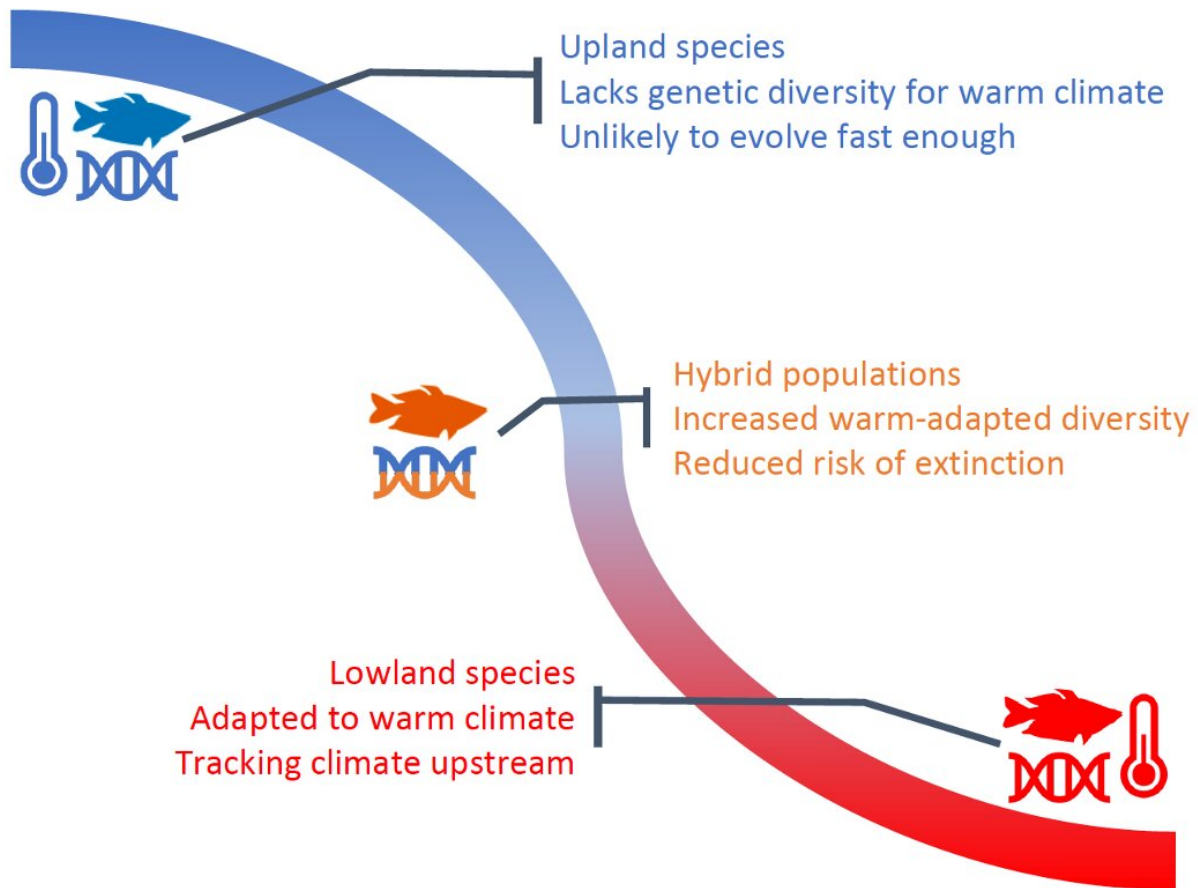 Upland species
Lacks genetic diversity for warm climate
Unlikely to evolve fast enough
Hybrid populations
Increased warm-adapted diversity
Reduced risk of extinction
Lowland species
Adapted to warm climate
Tracking climate upstream